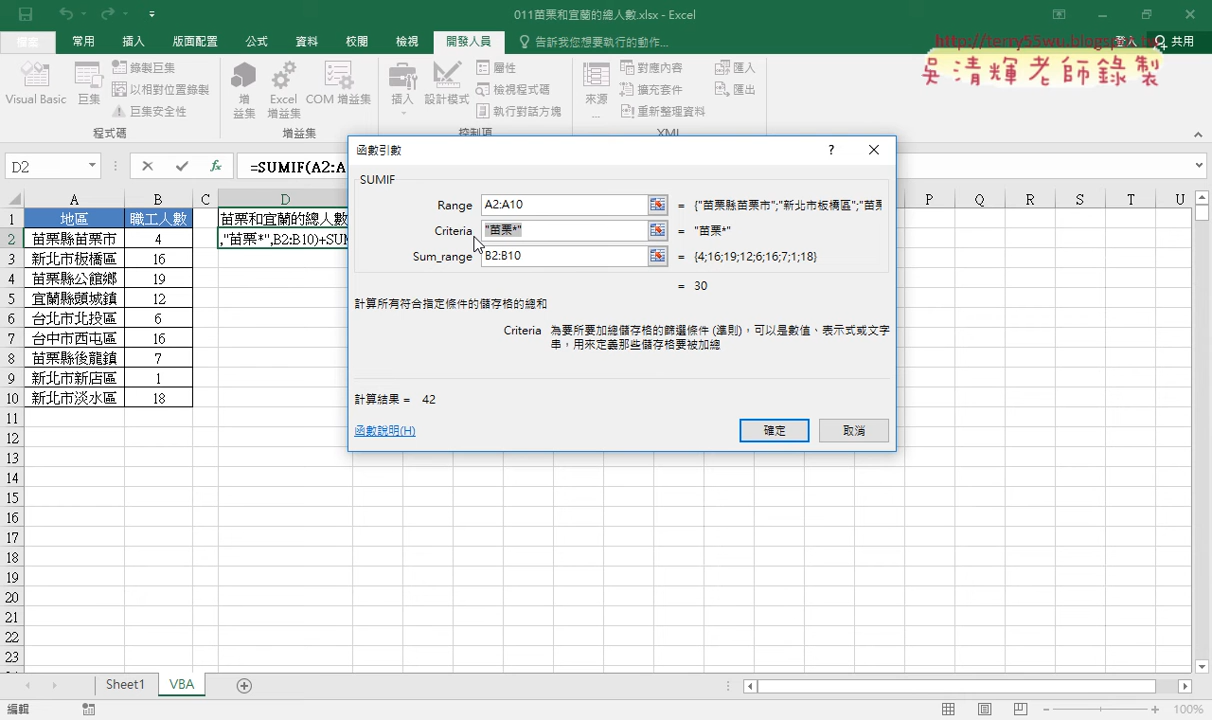 011苗栗和宜蘭的總人數.xlsx - Excel
常用 插入 版面配置 公式 資料 校閱 檢視 開發人員 告訴我您想要執行的動作... 登入 共用
http://terry55wu.blogspot.tw
吳清輝老師錄製
Visual Basic 巨集 錄製巨集 以相對位置錄製 巨集安全性 程式碼
增益集 Excel 增益集 COM 增益集 增益集
插入 設計模式 屬性 檢視程式碼 執行對話方塊 控制項
來源 ... 對應內容 擴充套件 重新整理資料 匯入 匯出 XML
D2 fx =SUMIF(A2:A
A B C D P Q R S T U
1 地區 職工人數 苗栗和宜蘭的總人數
2 苗栗縣苗栗市 4 ,"苗栗*",B2:B10)+SUM
3 新北市板橋區 16
4 苗栗縣公館鄉 19
5 宜蘭縣頭城鎮 12
6 台北市北投區 6
7 台中市西屯區 16
8 苗栗縣後龍鎮 7
9 新北市新店區 1
10 新北市淡水區 18
11
12
13
14
15
16
17
18
19
20
21
22
23
函數引數 ?
SUMIF
Range A2:A10 = {"苗栗縣苗栗市";"新北市板橋區";"苗栗
Criteria "苗栗*" = "苗栗*"
Sum_range B2:B10 = {4;16;19;12;6;16;7;1;18}
= 30
計算所有符合指定條件的儲存格的總和
Criteria 為要所要加總儲存格的篩選條件 (準則)，可以是數值、表示式或文字
串，用來定義那些儲存格要被加總
計算結果 = 42
函數說明(H) 確定 取消
Sheet1 VBA
編輯 100%